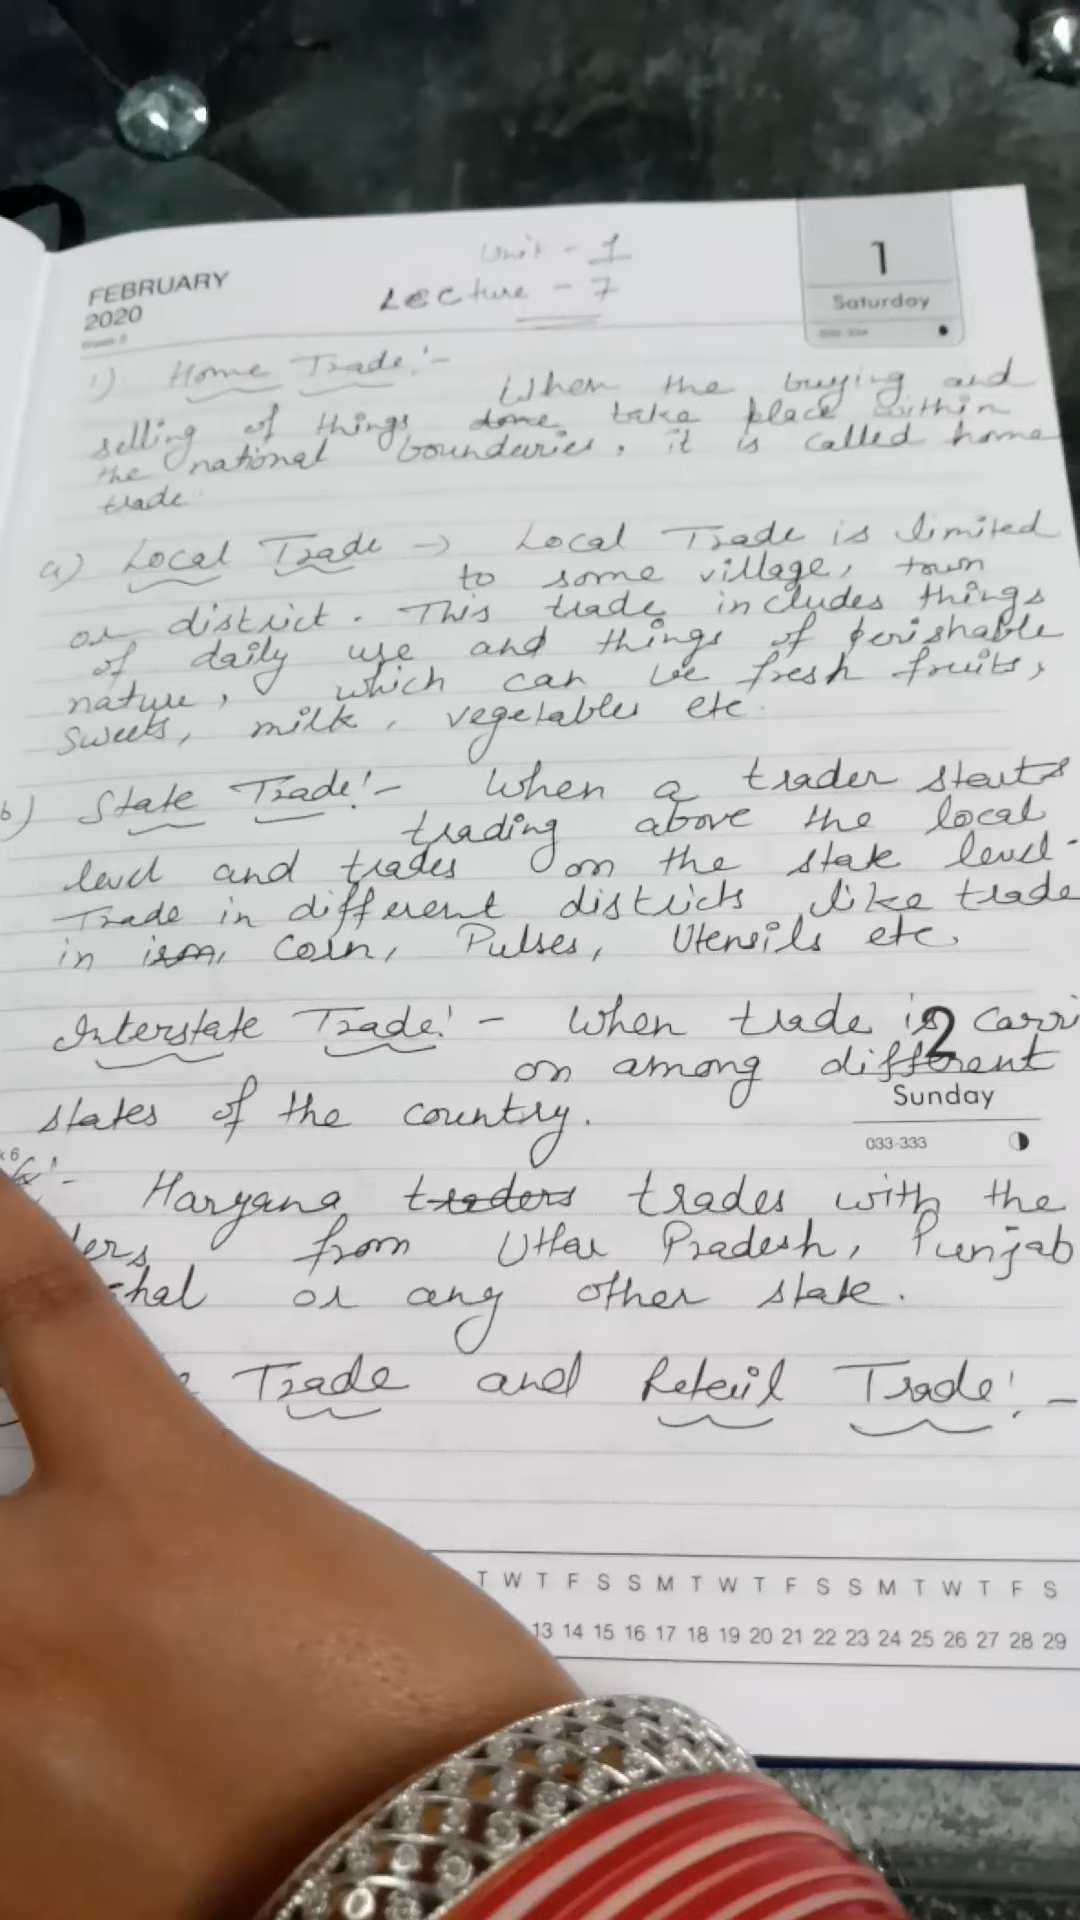 FEBRUARY
2020
Unit - 1
Lecture - 7
1
Saturday
1) Home Trade:- When the buying and
selling of things done take place within
the national boundaries, it is called home
trade.
a) Local Trade → Local Trade is limited
to some village, town
or district. This trade includes things
of daily use and things of perishable
nature, which can be fresh fruits,
Sweets, milk, vegetables etc.
b) State Trade:- When a trader starts
trading above the local
level and trades on the state level.
Trade in different districts like trade
in Coin, Pulses, Utensils etc.
Interstate Trade:- When trade is carri
on among different
states of the country.
2
Sunday
033-333
Haryana traders trades with the
ders from Uttar Pradesh, Punjab
chal or any other state.
Trade and Retail Trade:-
T W T F S S M T W T F S S M T W T F S
13 14 15 16 17 18 19 20 21 22 23 24 25 26 27 28 29